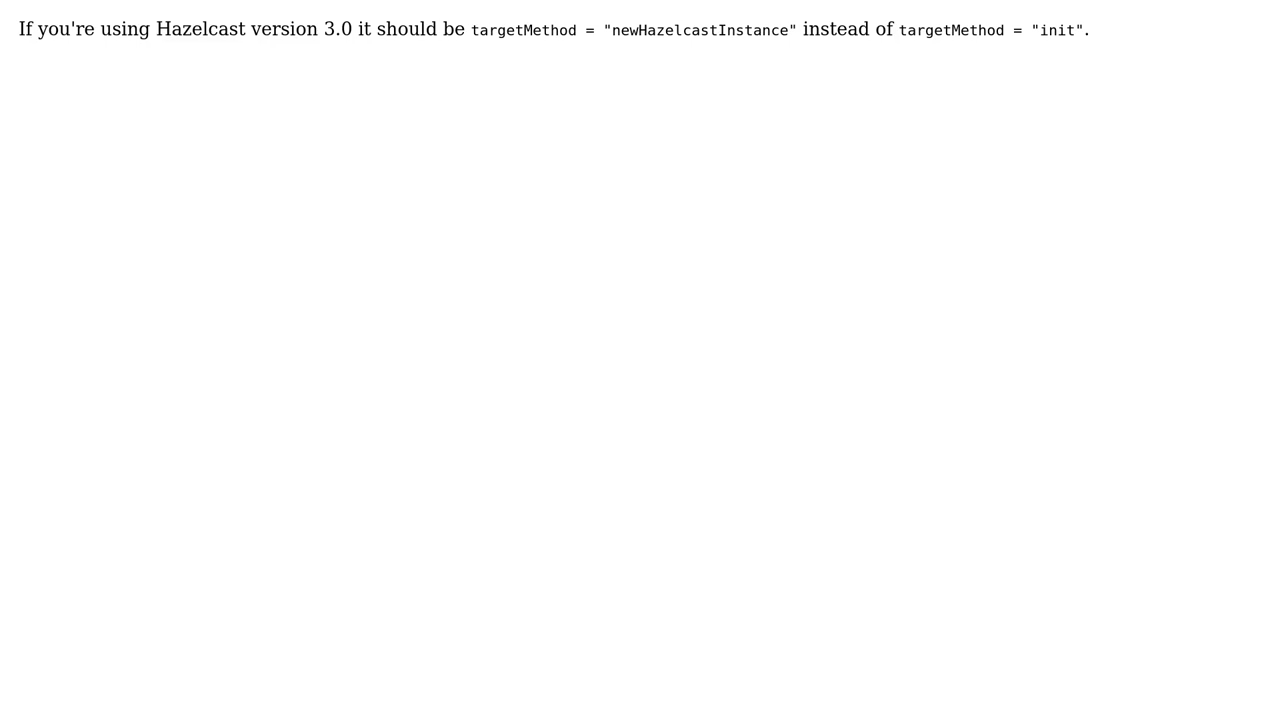 If you're using Hazelcast version 3.0 it should be targetMethod = "newHazelcastInstance" instead of targetMethod = "init".